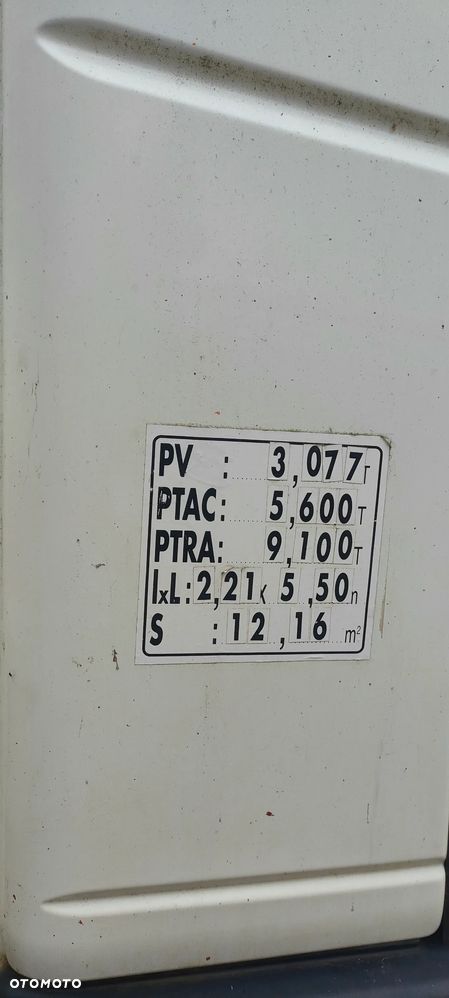 PV : 3,077T
PTAC: 5,600T
PTRA: 9,100T
lxL: 2,21x 5,50m
S : 12,16 m²
OTOMOTO